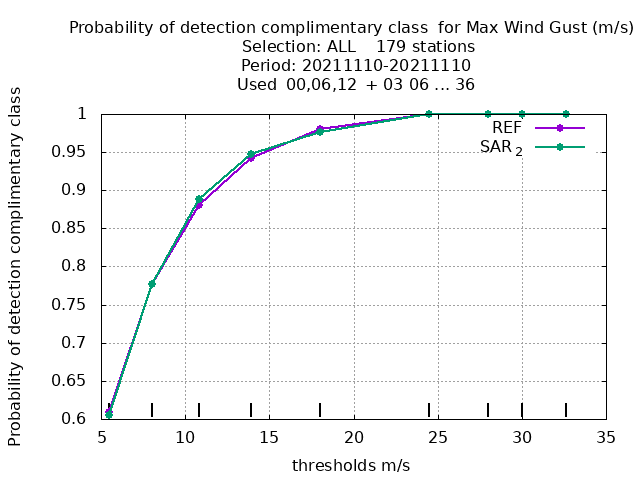 Probability of detection complimentary class  for Max Wind Gust (m/s)
Selection: ALL    179 stations
Period: 20211110-20211110
Used  00,06,12  + 03 06 ... 36
Probability of detection complimentary class
1
0.95
0.9
0.85
0.8
0.75
0.7
0.65
0.6
REF
SAR 2
5 10 15 20 25 30 35
thresholds m/s